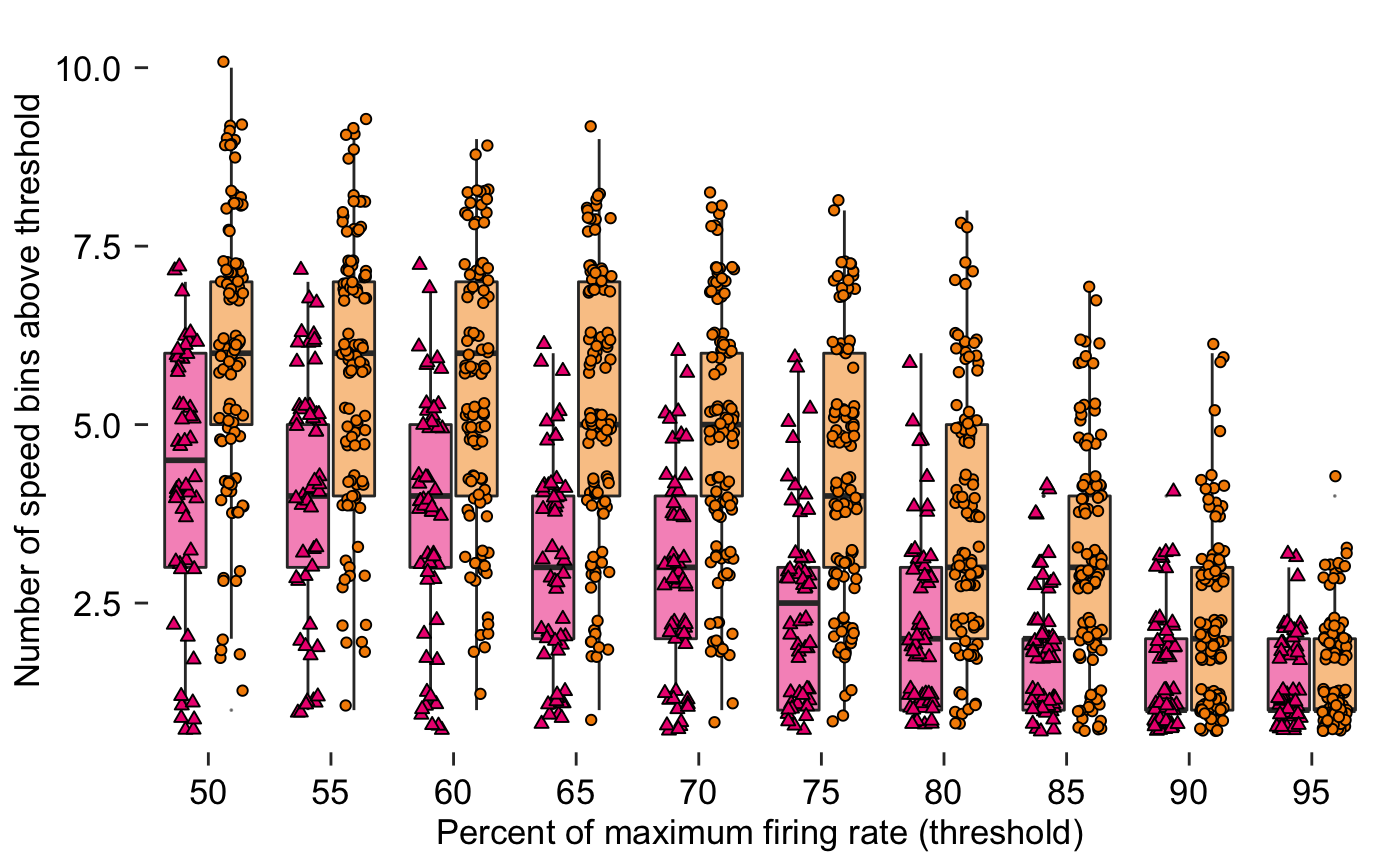 Number of speed bins above threshold
10.0
7.5
5.0
2.5
50 55 60 65 70 75 80 85 90 95
Percent of maximum firing rate (threshold)